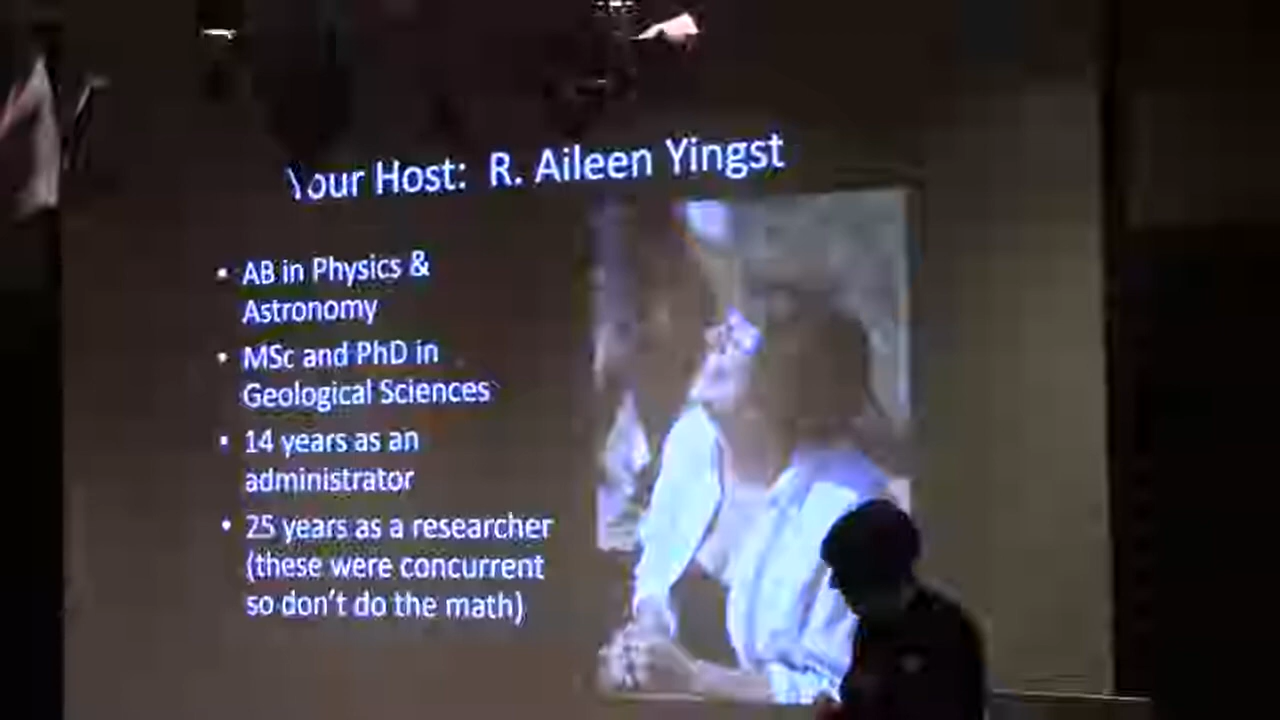 Your Host: R. Aileen Yingst
• AB in Physics &
Astronomy
• MSc and PhD in
Geological Sciences
• 14 years as an
administrator
• 25 years as a researcher
(these were concurrent
so don't do the math)